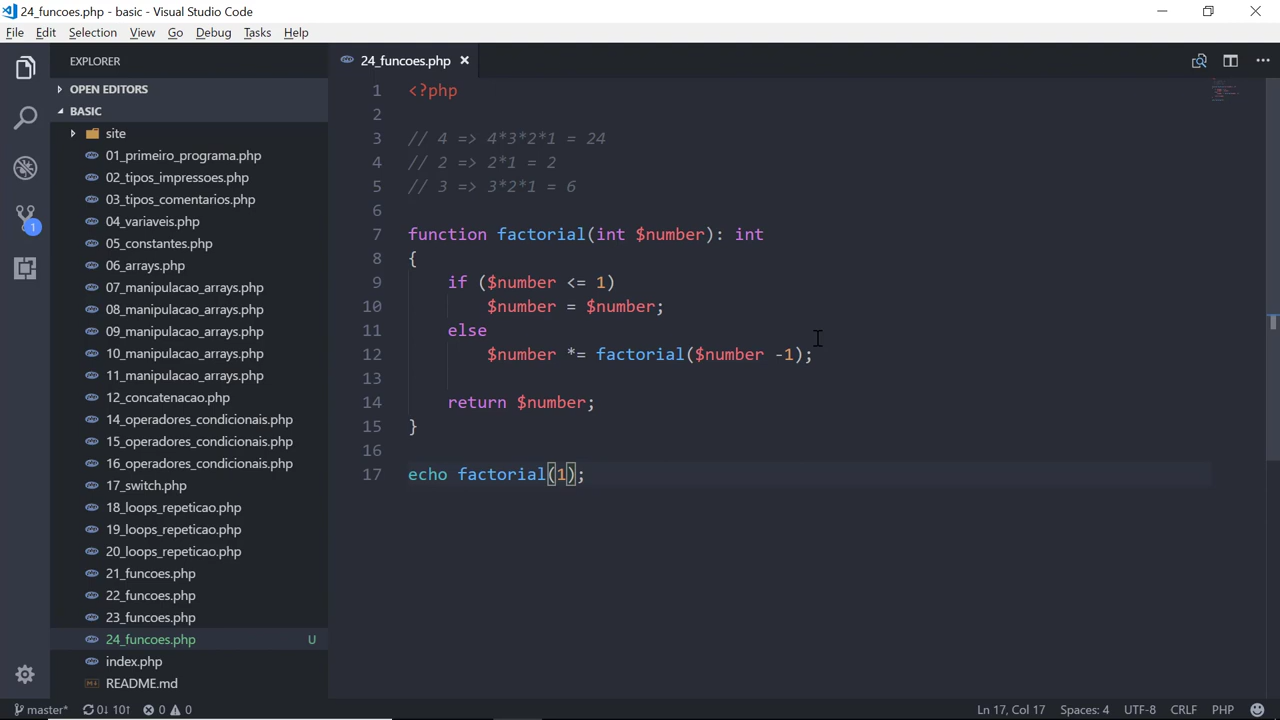 24_funcoes.php - basic - Visual Studio Code
File Edit Selection View Go Debug Tasks Help
EXPLORER
OPEN EDITORS
BASIC
site
01_primeiro_programa.php
02_tipos_impressoes.php
03_tipos_comentarios.php
04_variaveis.php
05_constantes.php
06_arrays.php
07_manipulacao_arrays.php
08_manipulacao_arrays.php
09_manipulacao_arrays.php
10_manipulacao_arrays.php
11_manipulacao_arrays.php
12_concatenacao.php
14_operadores_condicionais.php
15_operadores_condicionais.php
16_operadores_condicionais.php
17_switch.php
18_loops_repeticao.php
19_loops_repeticao.php
20_loops_repeticao.php
21_funcoes.php
22_funcoes.php
23_funcoes.php
24_funcoes.php U
index.php
README.md
1
24_funcoes.php
1 <?php
2
3 // 4 => 4*3*2*1 = 24
4 // 2 => 2*1 = 2
5 // 3 => 3*2*1 = 6
6
7 function factorial(int $number): int
8 {
9 if ($number <= 1)
10 $number = $number;
11 else
12 $number *= factorial($number -1);
13
14 return $number;
15 }
16
17 echo factorial(1);
master* 0↓ 10↑ 0 0 Ln 17, Col 17 Spaces: 4 UTF-8 CRLF PHP